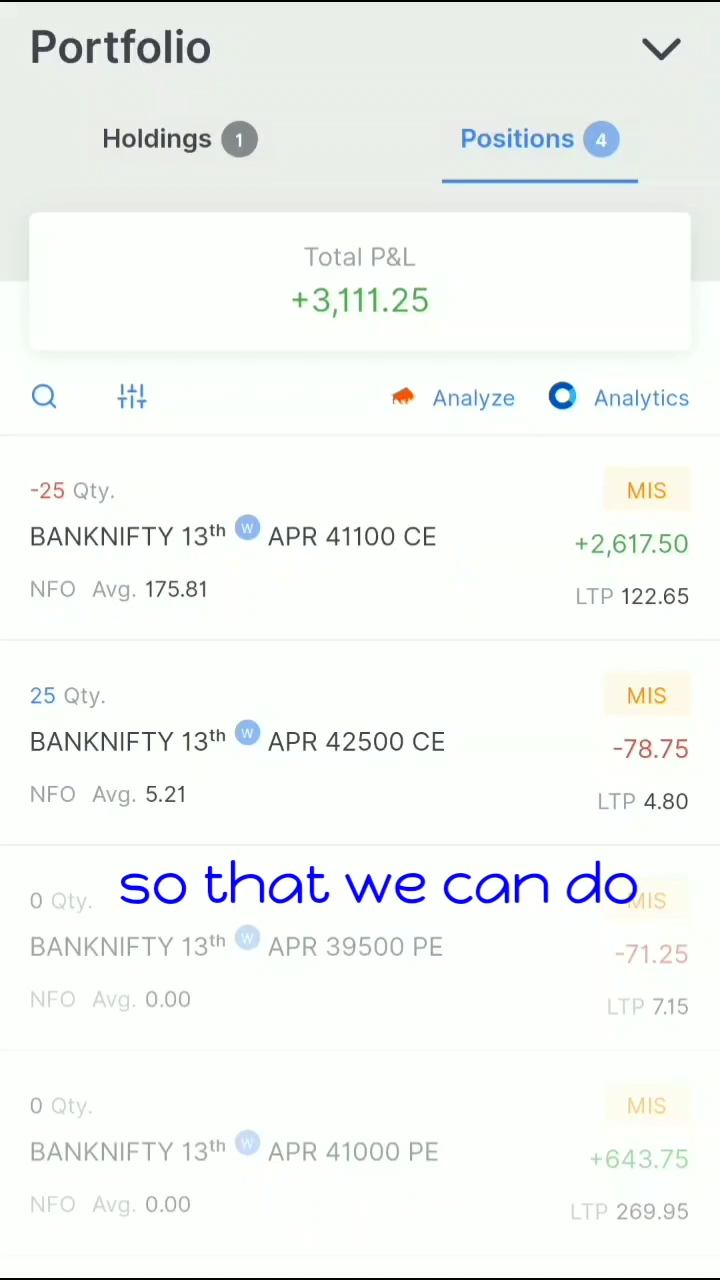 Portfolio
Holdings 1 Positions 4
Total P&L
+3,111.25
Analyze Analytics
-25 Qty. MIS
BANKNIFTY 13th W APR 41100 CE +2,617.50
NFO Avg. 175.81 LTP 122.65
25 Qty. MIS
BANKNIFTY 13th W APR 42500 CE -78.75
NFO Avg. 5.21 LTP 4.80
so that we can do
0 Qty. MIS
BANKNIFTY 13th W APR 39500 PE -71.25
NFO Avg. 0.00 LTP 7.15
0 Qty. MIS
BANKNIFTY 13th W APR 41000 PE +643.75
NFO Avg. 0.00 LTP 269.95